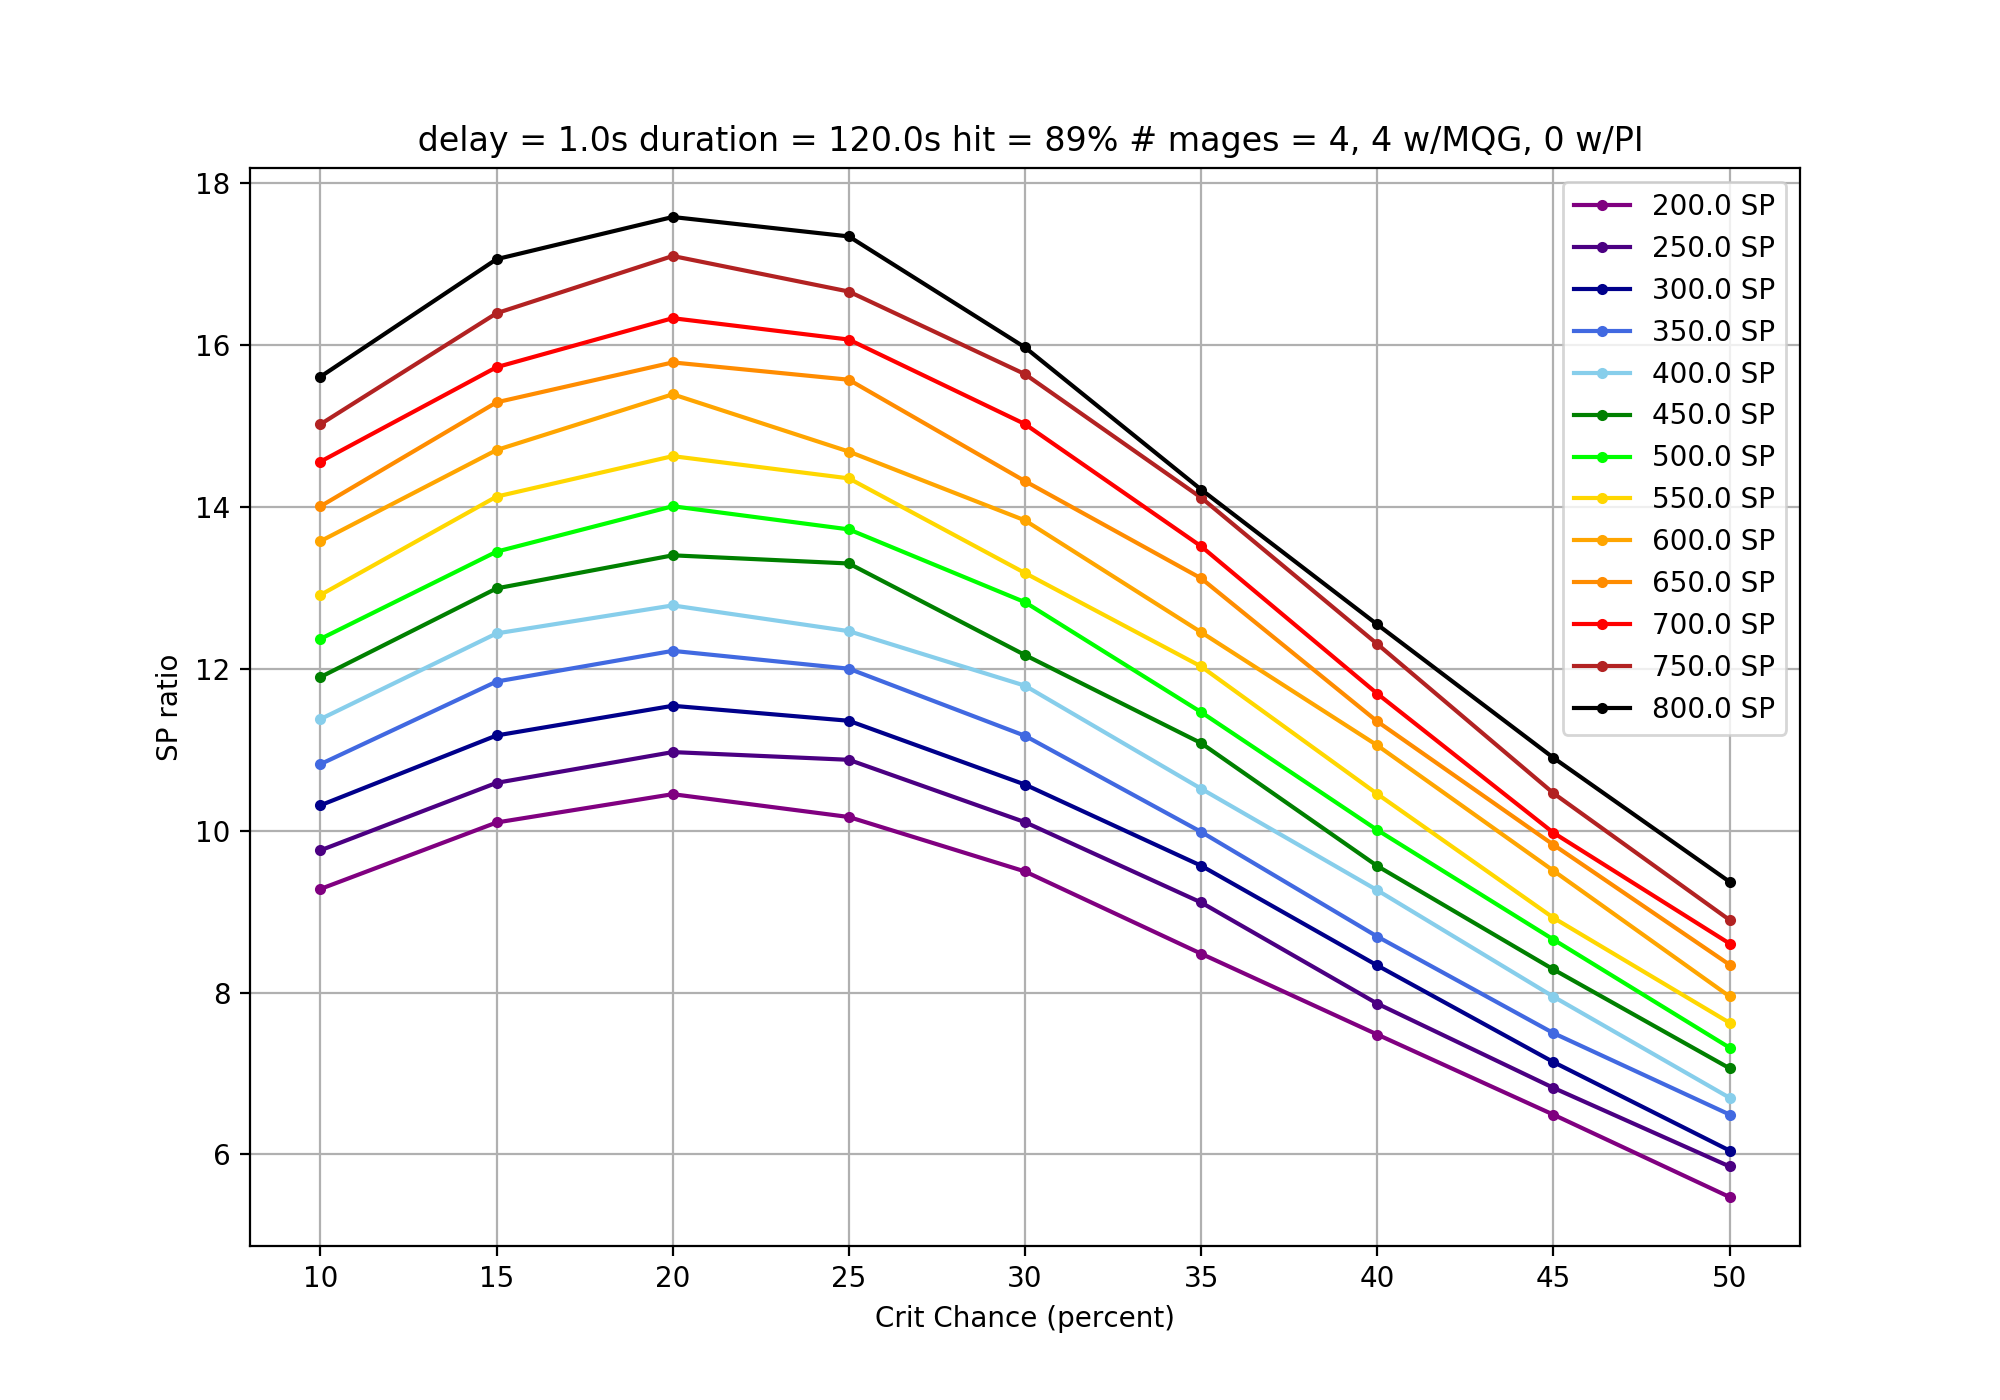 delay = 1.0s duration = 120.0s hit = 89% # mages = 4, 4 w/MQG, 0 w/PI
18
16
14
12
10
8
6
SP ratio
200.0 SP
250.0 SP
300.0 SP
350.0 SP
400.0 SP
450.0 SP
500.0 SP
550.0 SP
600.0 SP
650.0 SP
700.0 SP
750.0 SP
800.0 SP
10 15 20 25 30 35 40 45 50
Crit Chance (percent)